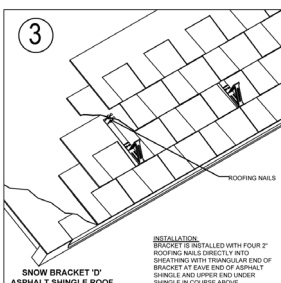 3
ROOFING NAILS
INSTALLATION:
BRACKET IS INSTALLED WITH FOUR 2"
ROOFING NAILS DIRECTLY INTO
SHEATHING WITH TRIANGULAR END OF
BRACKET AT EAVE END OF ASPHALT
SHINGLE AND UPPER END UNDER
SHINGLE IN COURSE ABOVE
SNOW BRACKET 'D'
ASPHALT SHINGLE ROOF